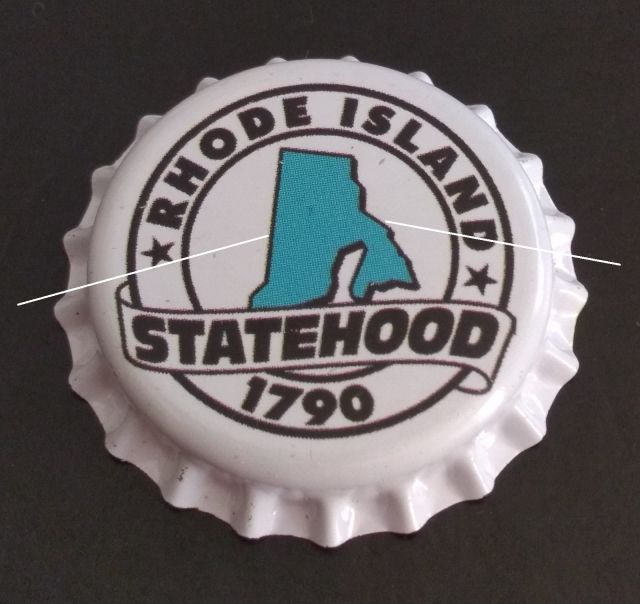 RHODE ISLAND
STATEHOOD
1790